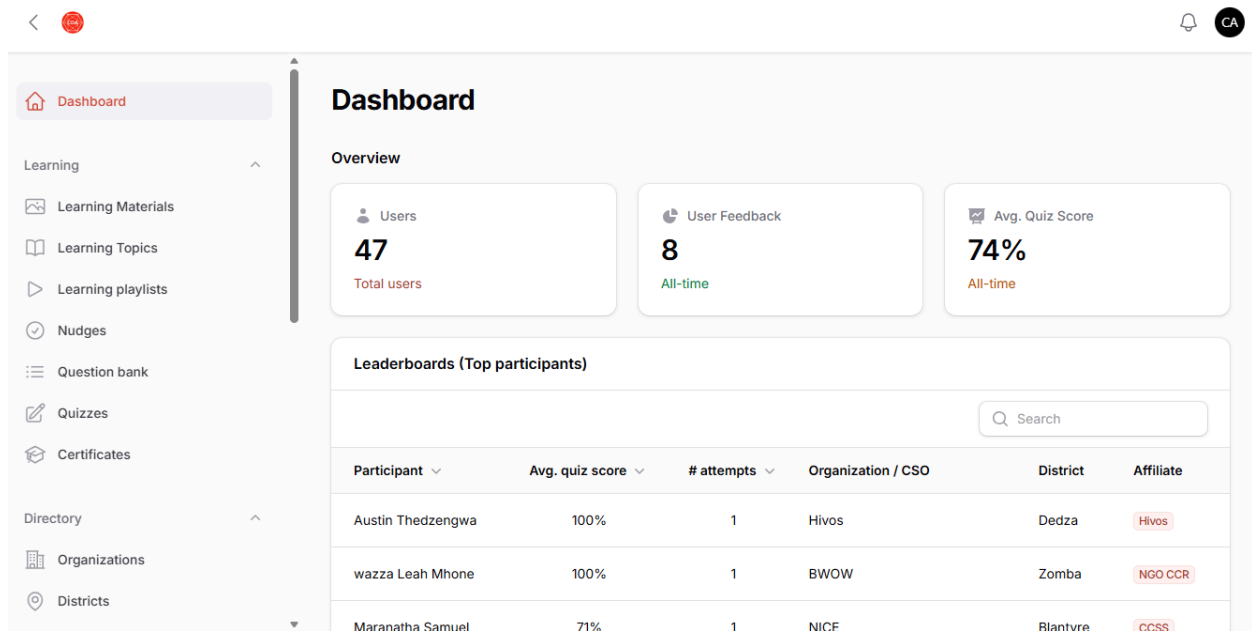 CA
Dashboard
Learning
Learning Materials
Learning Topics
Learning playlists
Nudges
Question bank
Quizzes
Certificates
Directory
Organizations
Districts
Dashboard
Overview
Users
47
Total users
User Feedback
8
All-time
Avg. Quiz Score
74%
All-time
Leaderboards (Top participants)
Search
Participant Avg. quiz score # attempts Organization / CSO District Affiliate
Austin Thedzengwa 100% 1 Hivos Dedza Hivos
wazza Leah Mhone 100% 1 BWOW Zomba NGO CCR
Maranatha Samuel 71% 1 NICE Blantyre CCSS